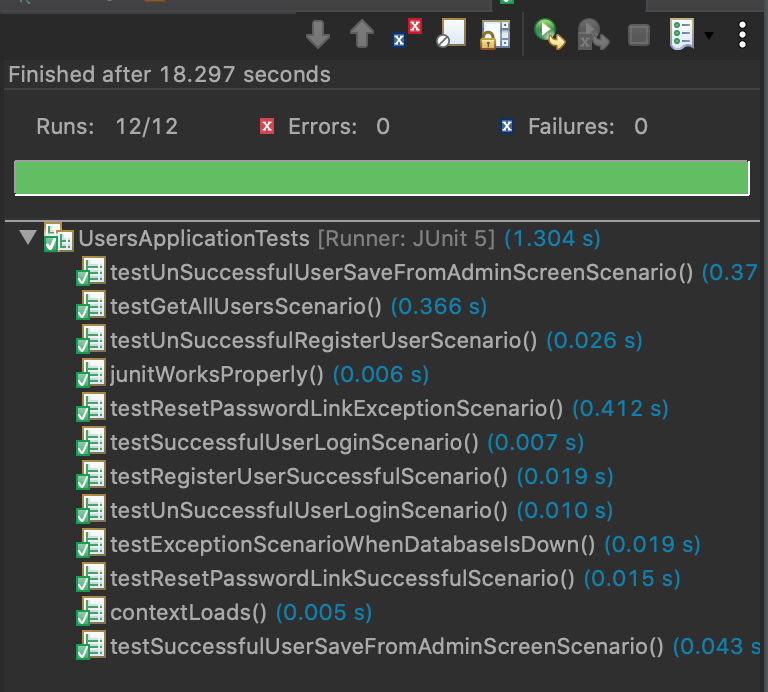 Finished after 18.297 seconds
Runs: 12/12 Errors: 0 Failures: 0
UsersApplicationTests [Runner: JUnit 5] (1.304 s)
testUnSuccessfulUserSaveFromAdminScreenScenario() (0.37
testGetAllUsersScenario() (0.366 s)
testUnSuccessfulRegisterUserScenario() (0.026 s)
junitWorksProperly() (0.006 s)
testResetPasswordLinkExceptionScenario() (0.412 s)
testSuccessfulUserLoginScenario() (0.007 s)
testRegisterUserSuccessfulScenario() (0.019 s)
testUnSuccessfulUserLoginScenario() (0.010 s)
testExceptionScenarioWhenDatabaseIsDown() (0.019 s)
testResetPasswordLinkSuccessfulScenario() (0.015 s)
contextLoads() (0.005 s)
testSuccessfulUserSaveFromAdminScreenScenario() (0.043 s